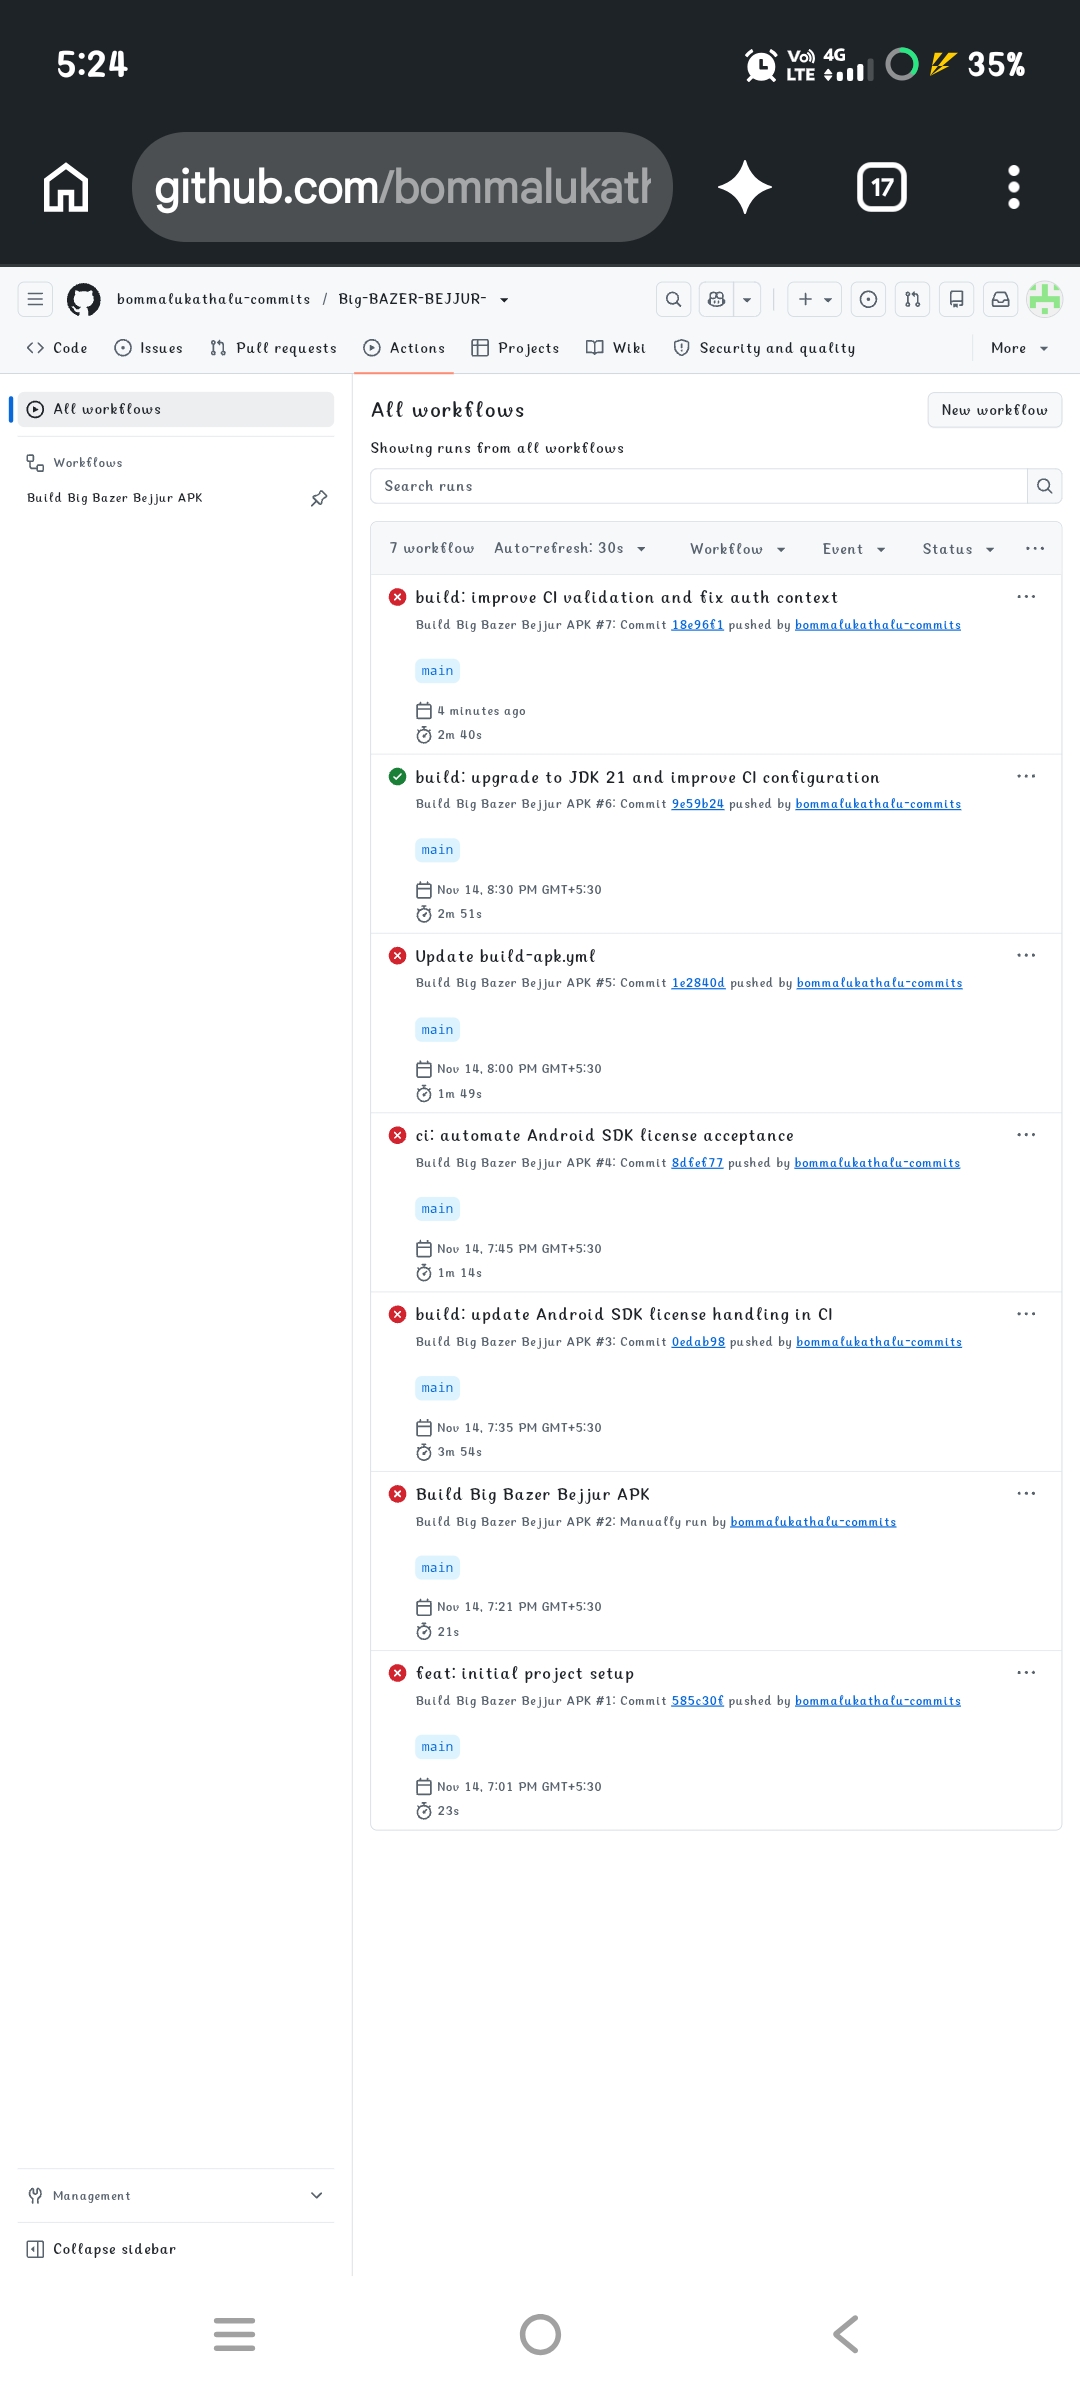 5:24
Vo)) LTE 4G 35%
github.com/bommalukath
17
bommalukathalu-commits / Big-BAZER-BEJJUR-
Code Issues Pull requests Actions Projects Wiki Security and quality More
All workflows
Workflows
Build Big Bazer Bejjur APK
All workflows
New workflow
Showing runs from all workflows
Search runs
7 workflow Auto-refresh: 30s Workflow Event Status
build: improve CI validation and fix auth context
Build Big Bazer Bejjur APK #7: Commit 18e96f1 pushed by bommalukathalu-commits
main
4 minutes ago
2m 40s
build: upgrade to JDK 21 and improve CI configuration
Build Big Bazer Bejjur APK #6: Commit 9e59b24 pushed by bommalukathalu-commits
main
Nov 14, 8:30 PM GMT+5:30
2m 51s
Update build-apk.yml
Build Big Bazer Bejjur APK #5: Commit 1e2840d pushed by bommalukathalu-commits
main
Nov 14, 8:00 PM GMT+5:30
1m 49s
ci: automate Android SDK license acceptance
Build Big Bazer Bejjur APK #4: Commit 8dfef77 pushed by bommalukathalu-commits
main
Nov 14, 7:45 PM GMT+5:30
1m 14s
build: update Android SDK license handling in CI
Build Big Bazer Bejjur APK #3: Commit 0edab98 pushed by bommalukathalu-commits
main
Nov 14, 7:35 PM GMT+5:30
3m 54s
Build Big Bazer Bejjur APK
Build Big Bazer Bejjur APK #2: Manually run by bommalukathalu-commits
main
Nov 14, 7:21 PM GMT+5:30
21s
feat: initial project setup
Build Big Bazer Bejjur APK #1: Commit 585c30f pushed by bommalukathalu-commits
main
Nov 14, 7:01 PM GMT+5:30
23s
Management
Collapse sidebar